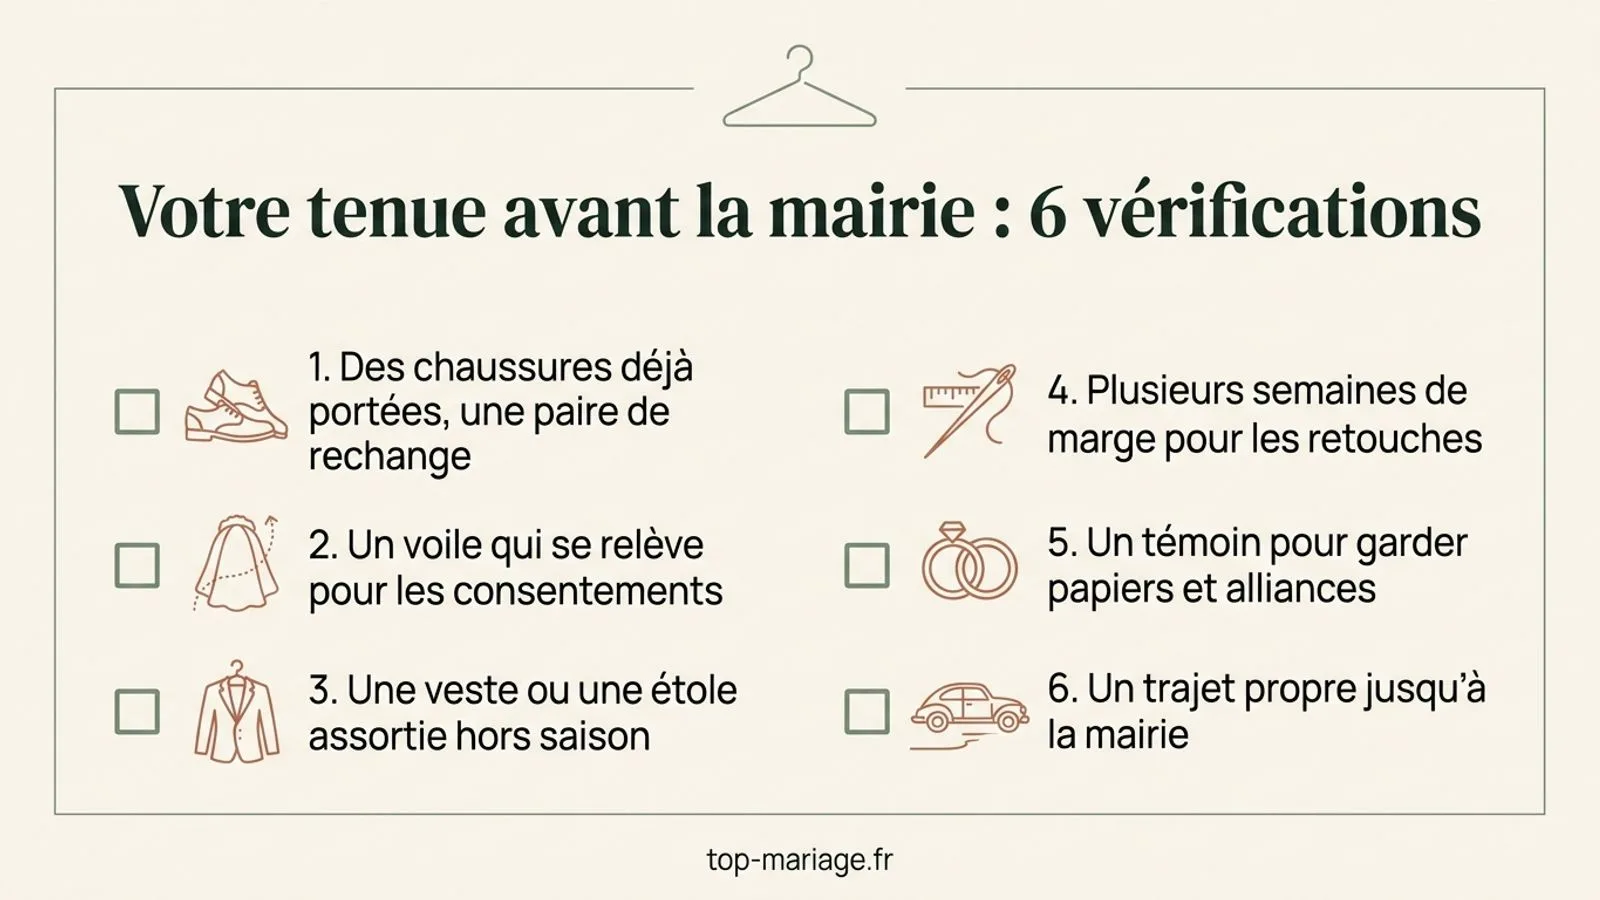 Votre tenue avant la mairie : 6 vérifications
1. Des chaussures déjà
portées, une paire de
rechange
2. Un voile qui se relève
pour les consentements
3. Une veste ou une étole
assortie hors saison
4. Plusieurs semaines de
marge pour les retouches
5. Un témoin pour garder
papiers et alliances
6. Un trajet propre jusqu’à
la mairie
top-mariage.fr